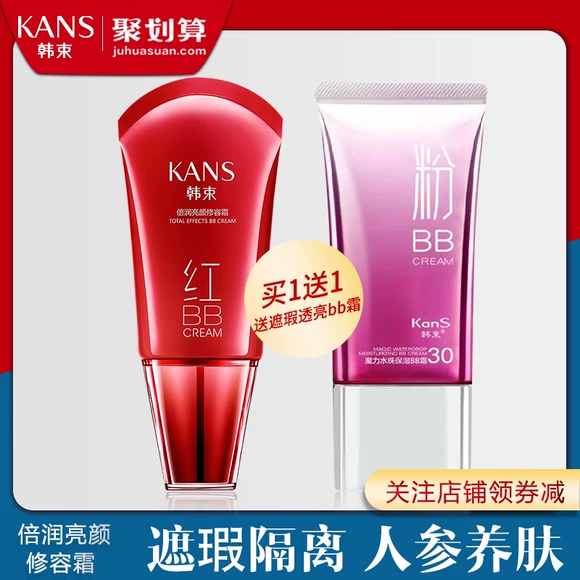 KANS
韩束
聚划算
juhuasuan.com
KANS
韩束
倍润亮颜修容霜
TOTAL EFFECTS BB CREAM
红
BB
CREAM
粉
BB
CREAM
KanS
韩束®
MAGIC WATERDROP
MOISTURIZING BB CREAM
魔力水珠保湿BB霜
30
买1送1
送遮瑕透亮bb霜
关注店铺领券减
倍润亮颜
修容霜
遮瑕隔离 人参养肤